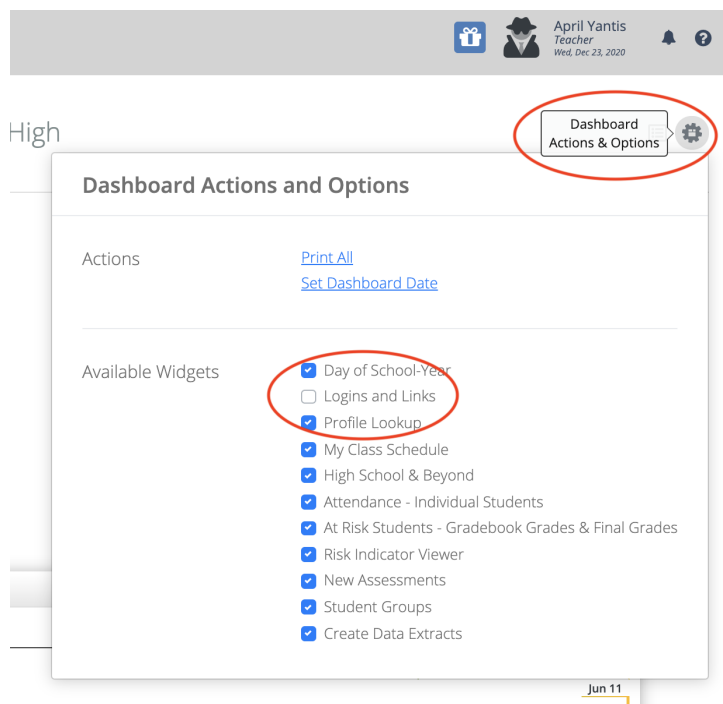 April Yantis
Teacher
Wed, Dec 23, 2020
High
Dashboard
Actions & Options
Dashboard Actions and Options
Actions
Print All
Set Dashboard Date
Available Widgets
Day of School-Year
Logins and Links
Profile Lookup
My Class Schedule
High School & Beyond
Attendance - Individual Students
At Risk Students - Gradebook Grades & Final Grades
Risk Indicator Viewer
New Assessments
Student Groups
Create Data Extracts
Jun 11